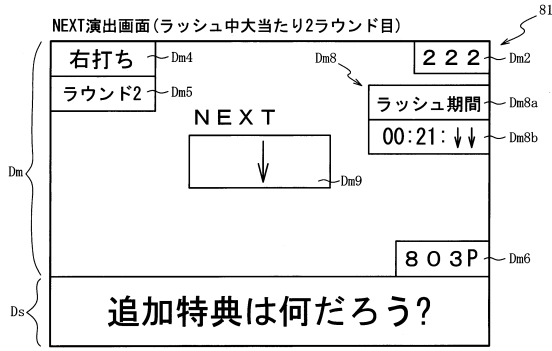 NEXT演出画面(ラッシュ中大当たり2ラウンド目)
81
右打ち
Dm4
222
Dm2
ラウンド2
Dm5
Dm8
ラッシュ期間
Dm8a
00:21:↓↓
Dm8b
NEXT
↓
Dm9
Dm
803P
Dm6
Ds
追加特典は何だろう?